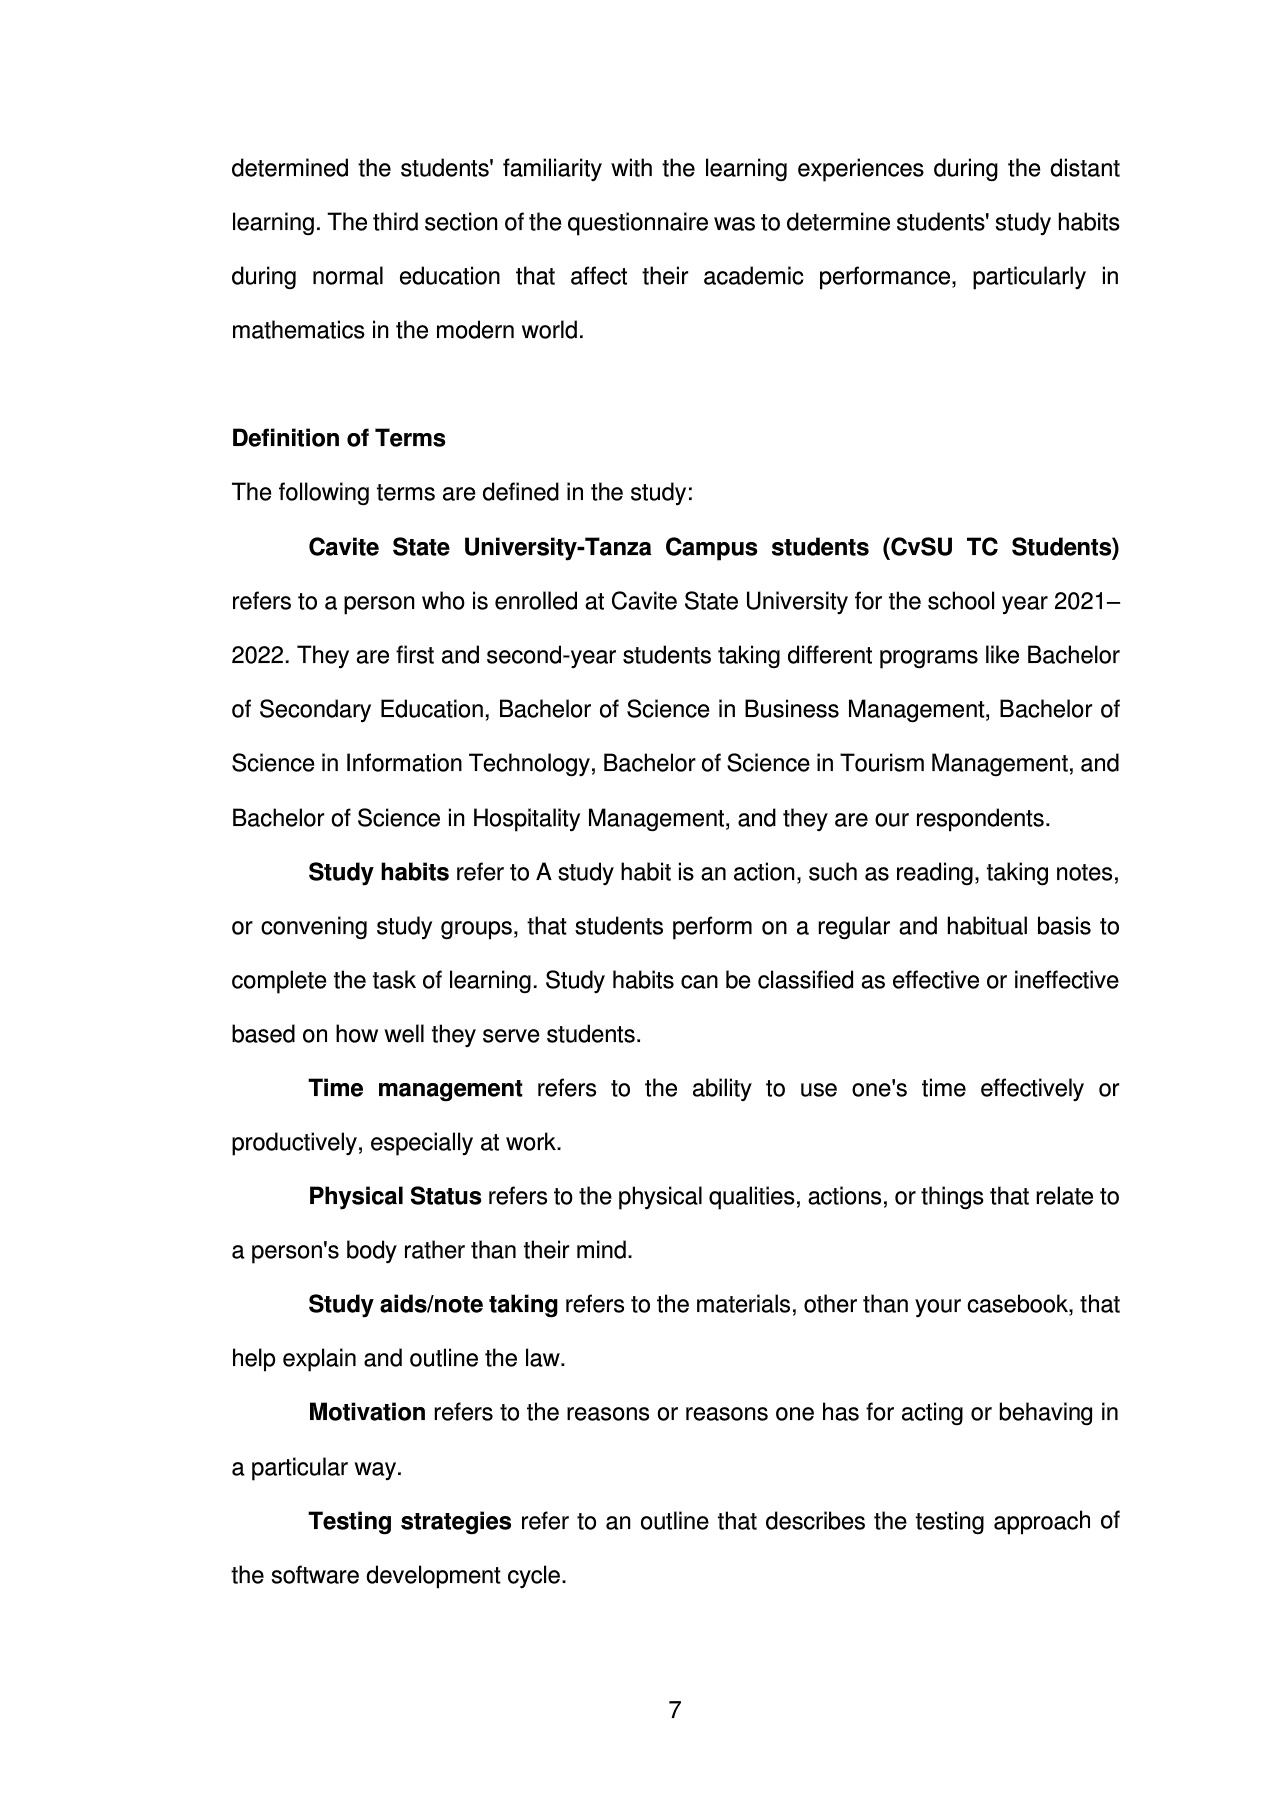 determined the students' familiarity with the learning experiences during the distant
learning. The third section of the questionnaire was to determine students' study habits
during normal education that affect their academic performance, particularly in
mathematics in the modern world.
Definition of Terms
The following terms are defined in the study:
Cavite State University-Tanza Campus students (CvSU TC Students)
refers to a person who is enrolled at Cavite State University for the school year 2021–
2022. They are first and second-year students taking different programs like Bachelor
of Secondary Education, Bachelor of Science in Business Management, Bachelor of
Science in Information Technology, Bachelor of Science in Tourism Management, and
Bachelor of Science in Hospitality Management, and they are our respondents.
Study habits refer to A study habit is an action, such as reading, taking notes,
or convening study groups, that students perform on a regular and habitual basis to
complete the task of learning. Study habits can be classified as effective or ineffective
based on how well they serve students.
Time management refers to the ability to use one's time effectively or
productively, especially at work.
Physical Status refers to the physical qualities, actions, or things that relate to
a person's body rather than their mind.
Study aids/note taking refers to the materials, other than your casebook, that
help explain and outline the law.
Motivation refers to the reasons or reasons one has for acting or behaving in
a particular way.
Testing strategies refer to an outline that describes the testing approach of
the software development cycle.
7